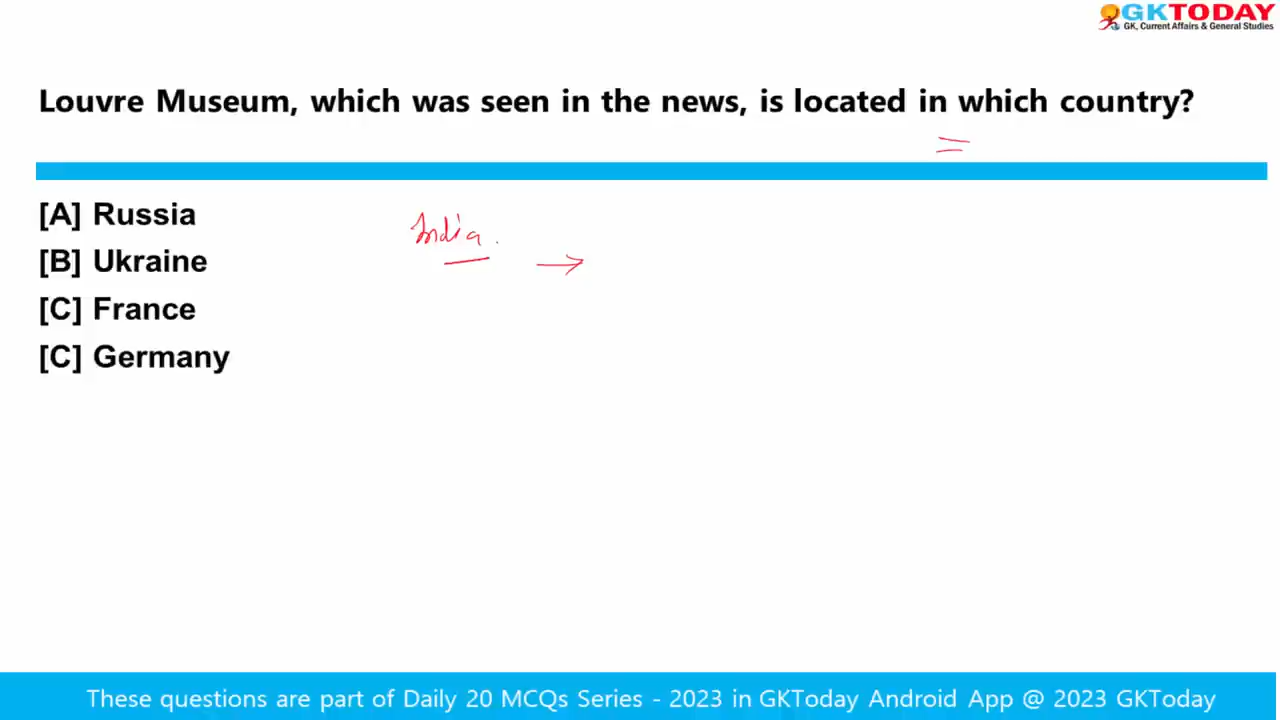 GKTODAY
GK, Current Affairs & General Studies
Louvre Museum, which was seen in the news, is located in which country?
[A] Russia
India.
[B] Ukraine
[C] France
[C] Germany
These questions are part of Daily 20 MCQs Series - 2023 in GKToday Android App @ 2023 GKToday